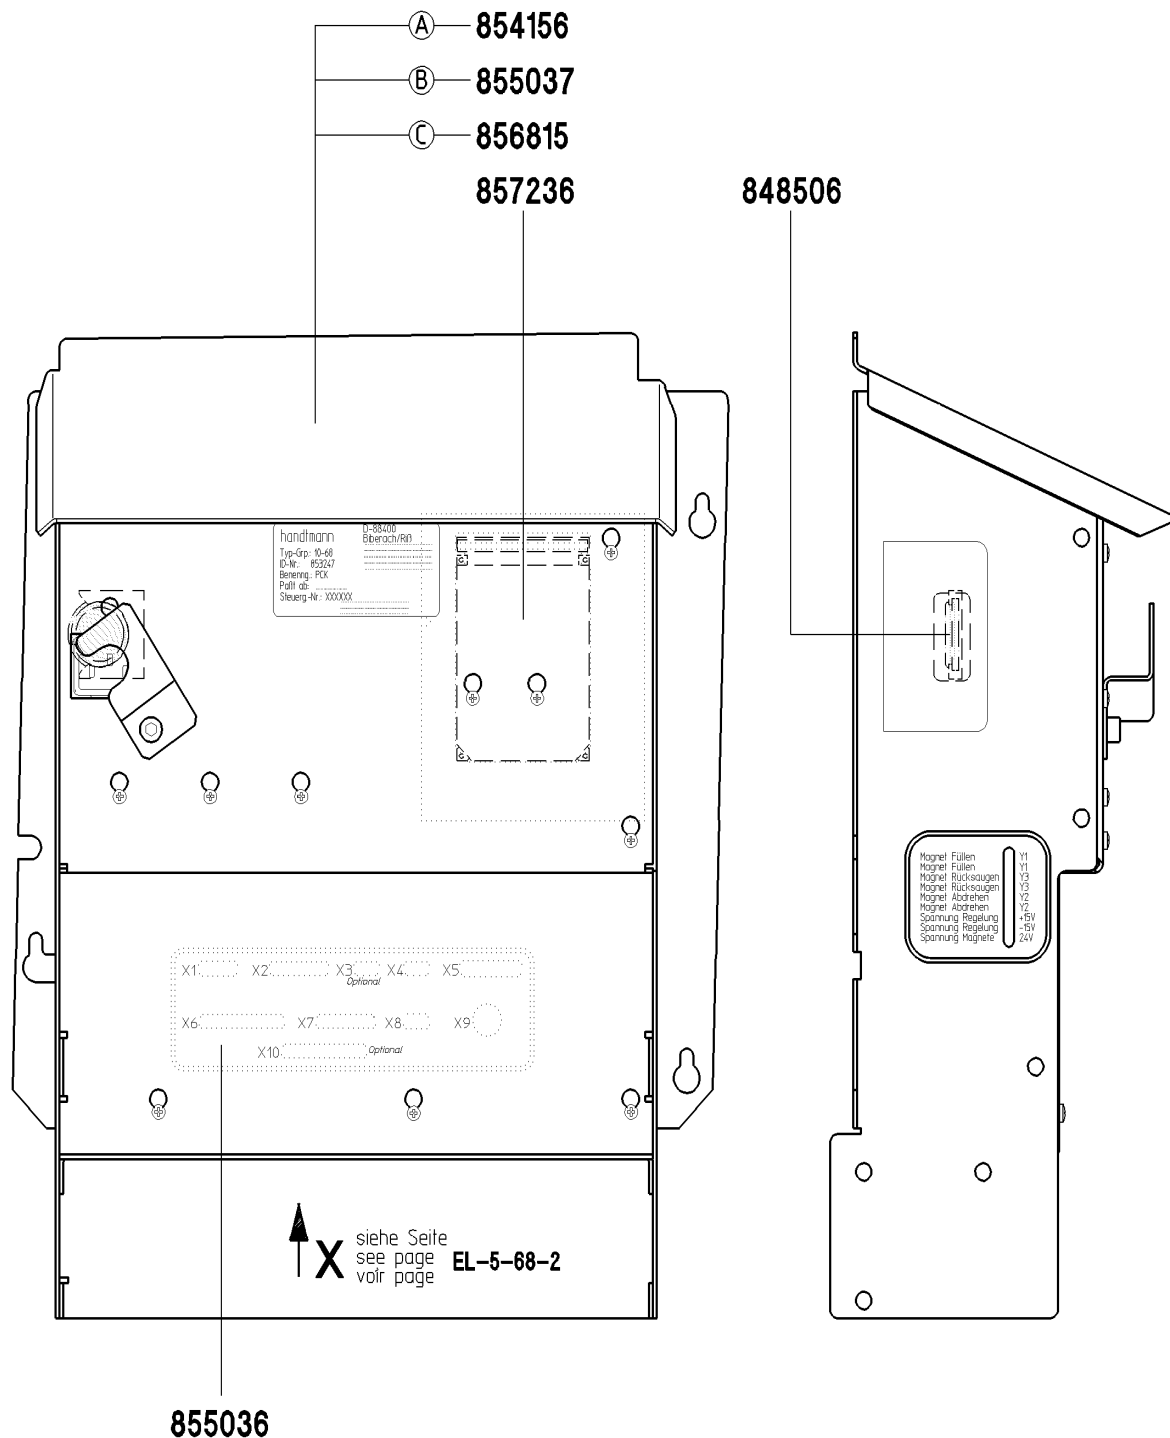 A 854156
B 855037
C 856815
857236 848506
handtmann
D-88400
Biberach/Riß
Typ-Grp.: 10-68
ID-Nr.: 853247
Benenng.: PCK
Paßt ab:
Steuerg.-Nr.: XXXXXX
Magnet Füllen Y1
Magnet Füllen Y1
Magnet Rücksaugen Y3
Magnet Rücksaugen Y3
Magnet Abdrehen Y2
Magnet Abdrehen Y2
Spannung Regelung +15V
Spannung Regelung -15V
Spannung Magnete 24V
X1 X2 X3 X4 X5
Optional
X6 X7 X8 X9
X10 Optional
X
siehe Seite
see page EL-5-68-2
voir page
855036